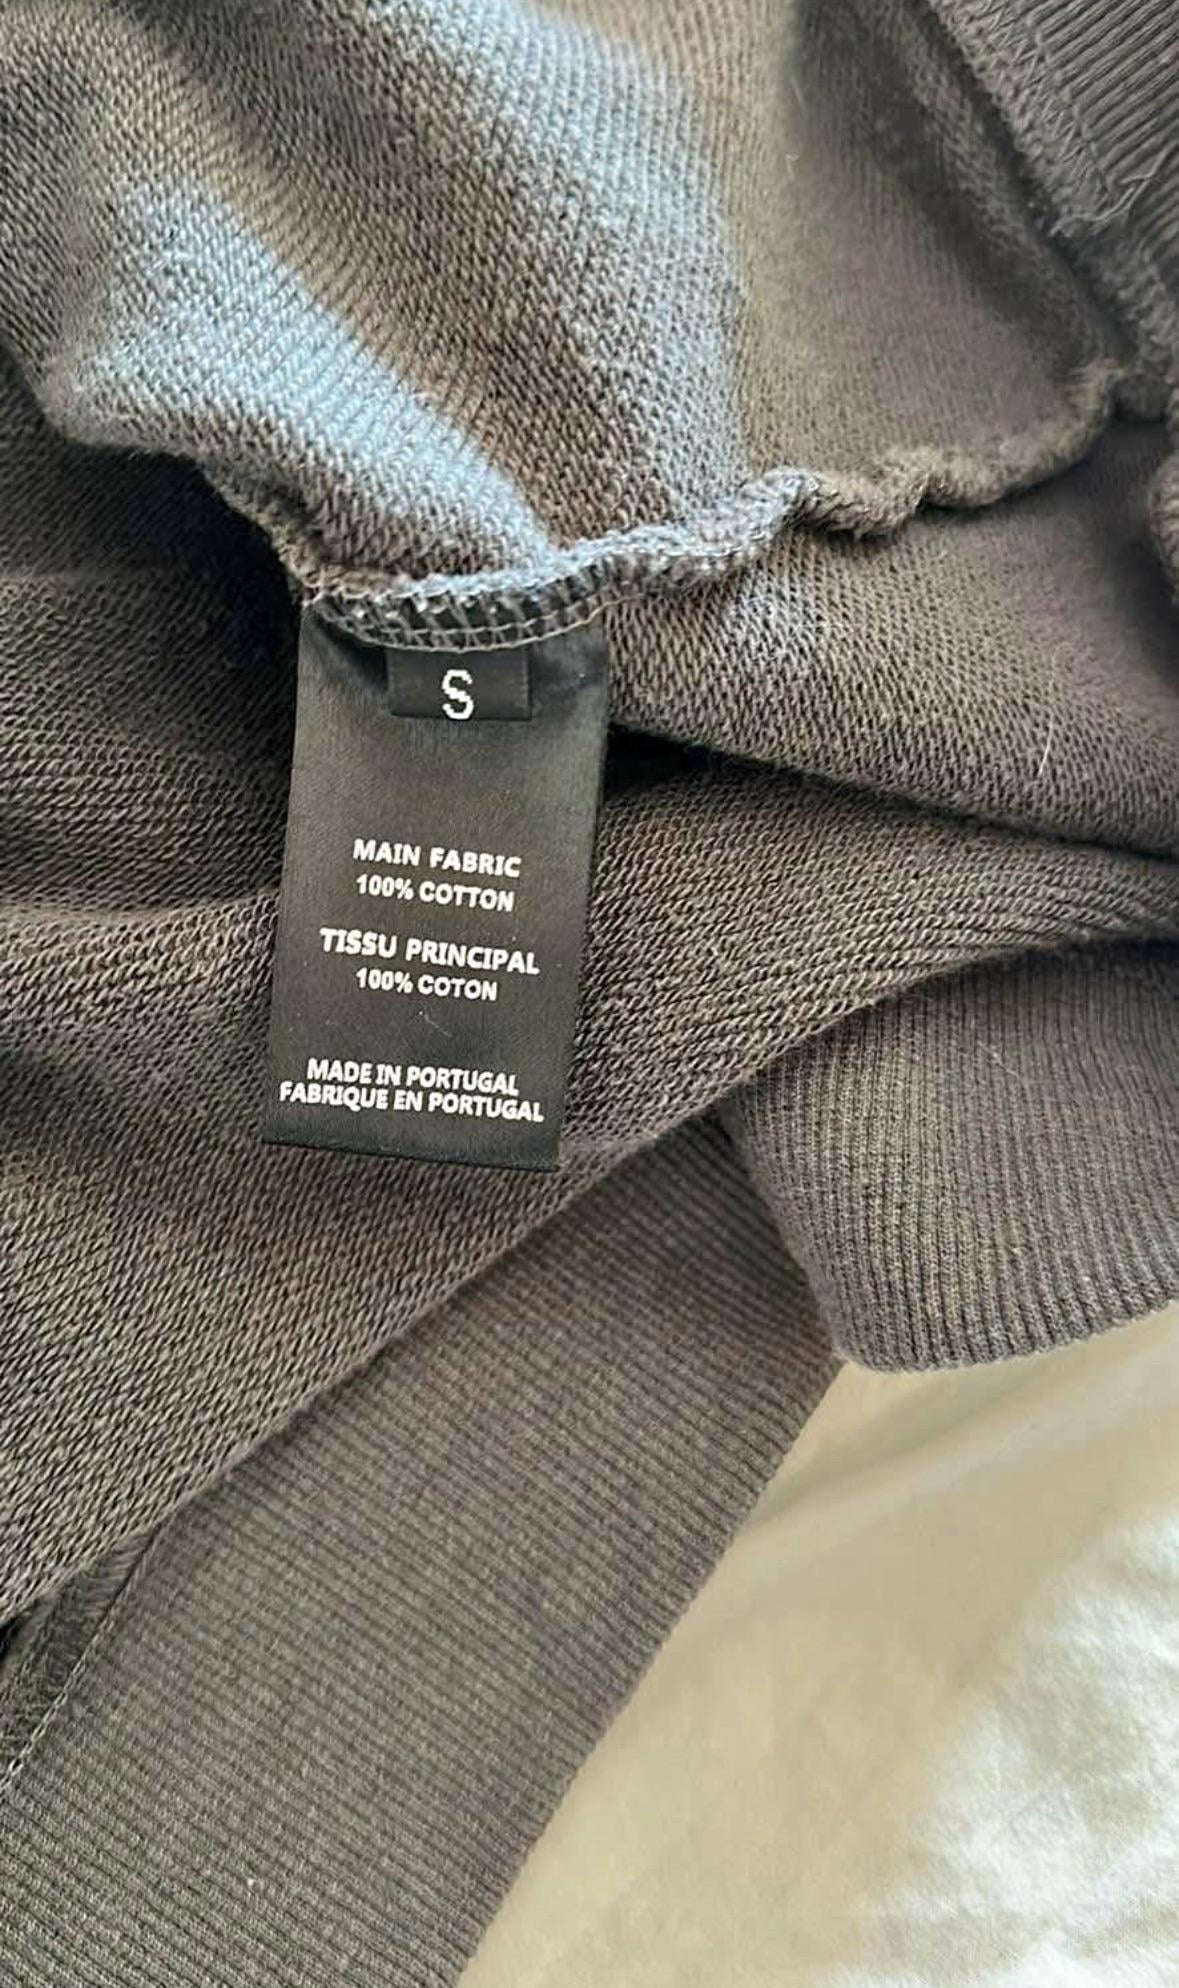 S
MAIN FABRIC
100% COTTON
TISSU PRINCIPAL
100% COTON
MADE IN PORTUGAL
FABRIQUE EN PORTUGAL